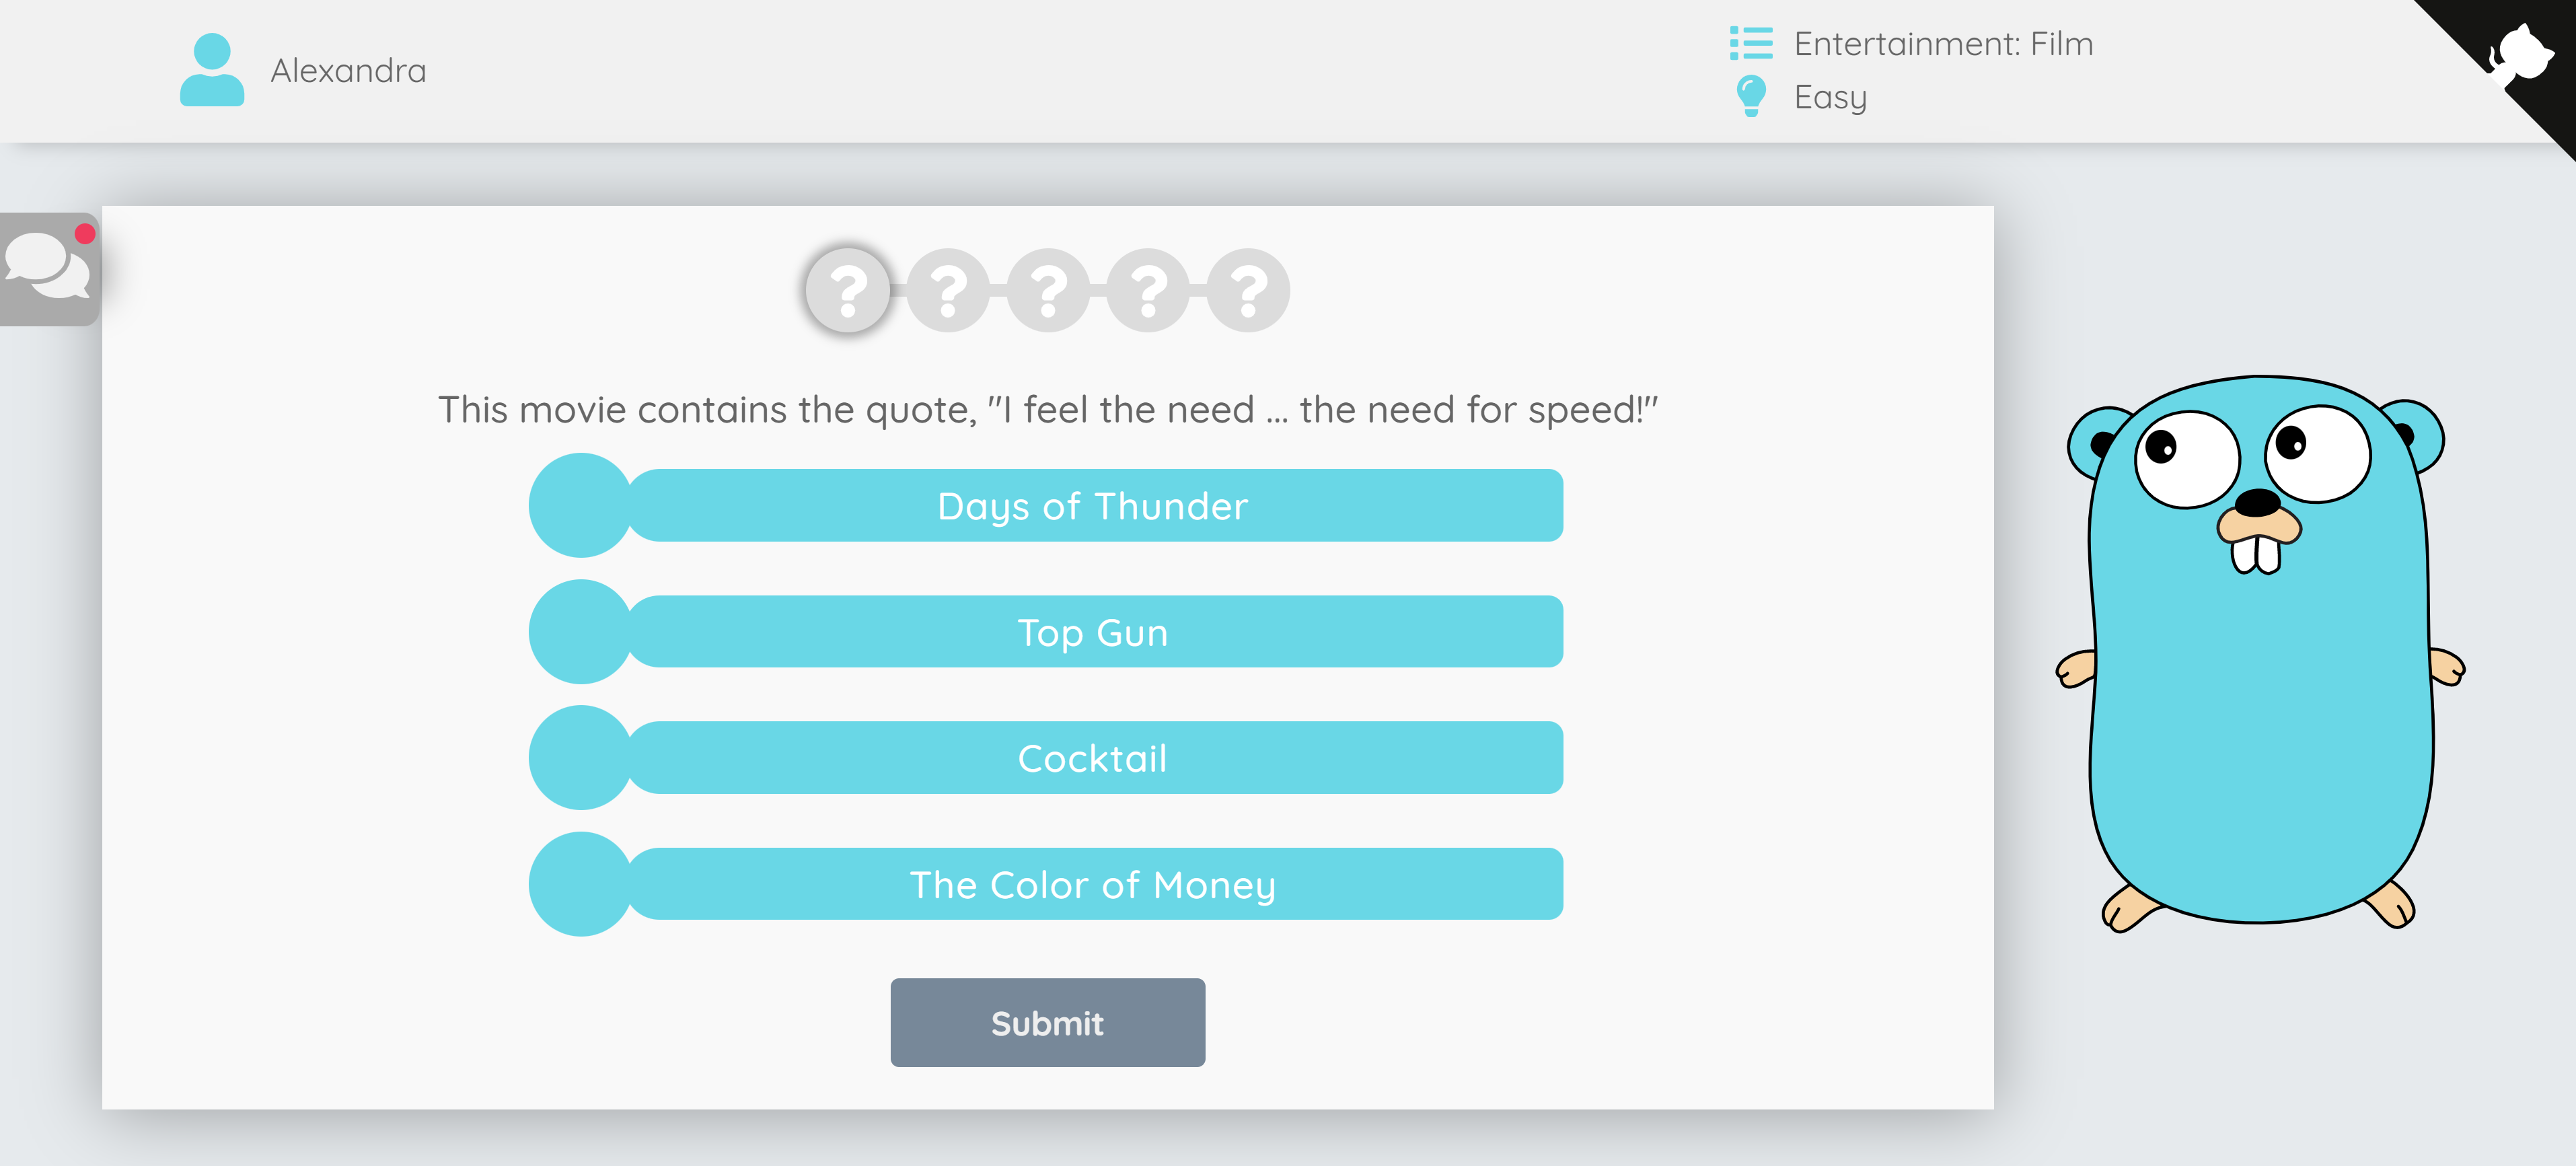 Alexandra
Entertainment: Film
Easy
? ? ? ? ?
This movie contains the quote, "I feel the need ... the need for speed!"
Days of Thunder
Top Gun
Cocktail
The Color of Money
Submit